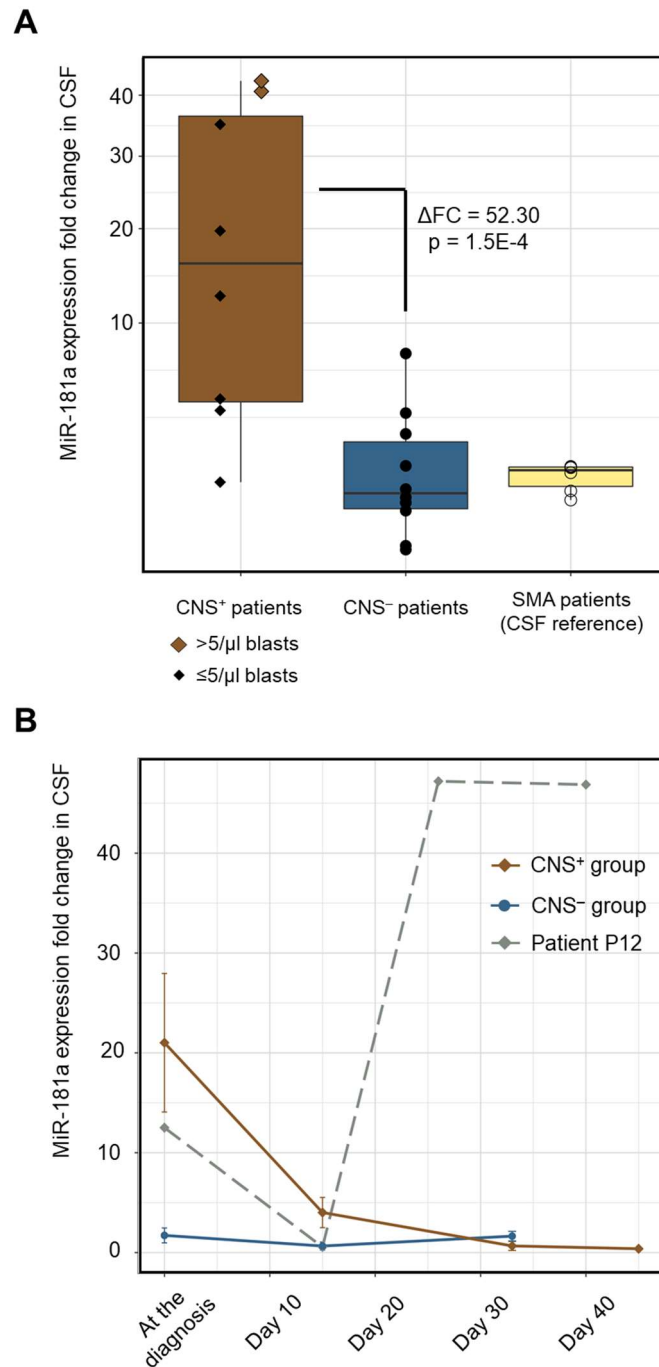 A
MiR-181a expression fold change in CSF
40
30
20
10
ΔFC = 52.30
p = 1.5E-4
CNS⁺ patients
CNS⁻ patients
SMA patients
(CSF reference)
>5/µl blasts
≤5/µl blasts
B
MiR-181a expression fold change in CSF
40
30
20
10
0
CNS⁺ group
CNS⁻ group
Patient P12
At the
diagnosis
Day 10
Day 20
Day 30
Day 40